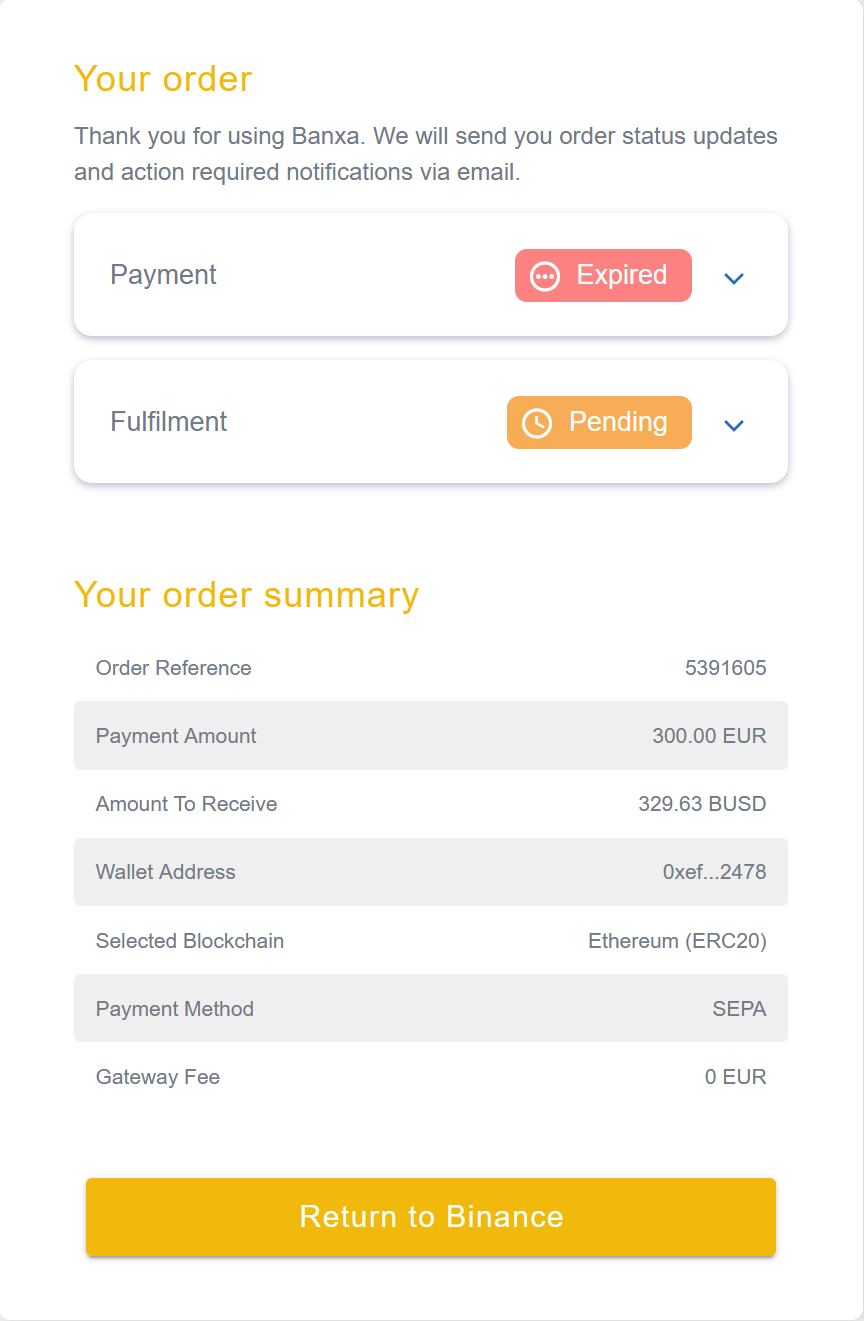 Your order
Thank you for using Banxa. We will send you order status updates
and action required notifications via email.
Payment
Expired
Fulfilment
Pending
Your order summary
Order Reference 5391605
Payment Amount 300.00 EUR
Amount To Receive 329.63 BUSD
Wallet Address 0xef...2478
Selected Blockchain Ethereum (ERC20)
Payment Method SEPA
Gateway Fee 0 EUR
Return to Binance